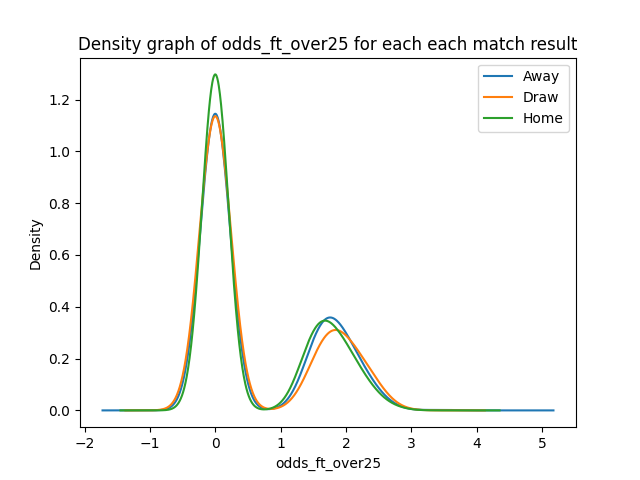 Density graph of odds_ft_over25 for each each match result
Away
Draw
Home
Density
1.2
1.0
0.8
0.6
0.4
0.2
0.0
−2
−1
0
1
2
3
4
5
odds_ft_over25